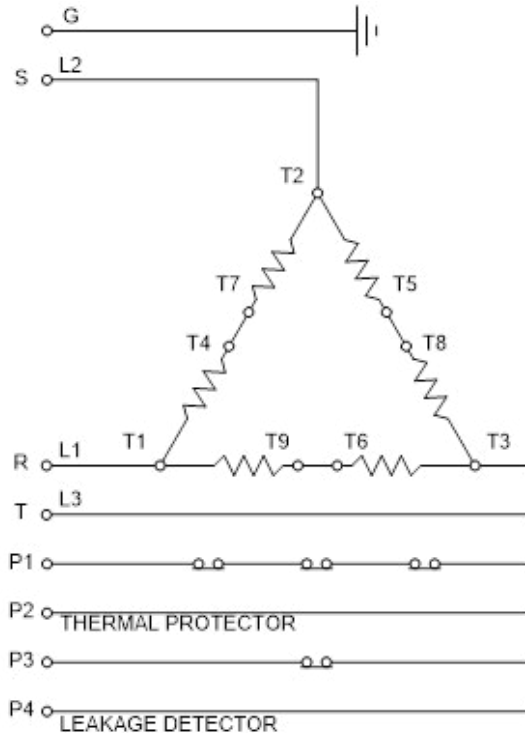 G
S L2
T2
T7 T5
T4 T8
T1 T9 T6 T3
R L1
T L3
P1
P2 THERMAL PROTECTOR
P3
P4 LEAKAGE DETECTOR